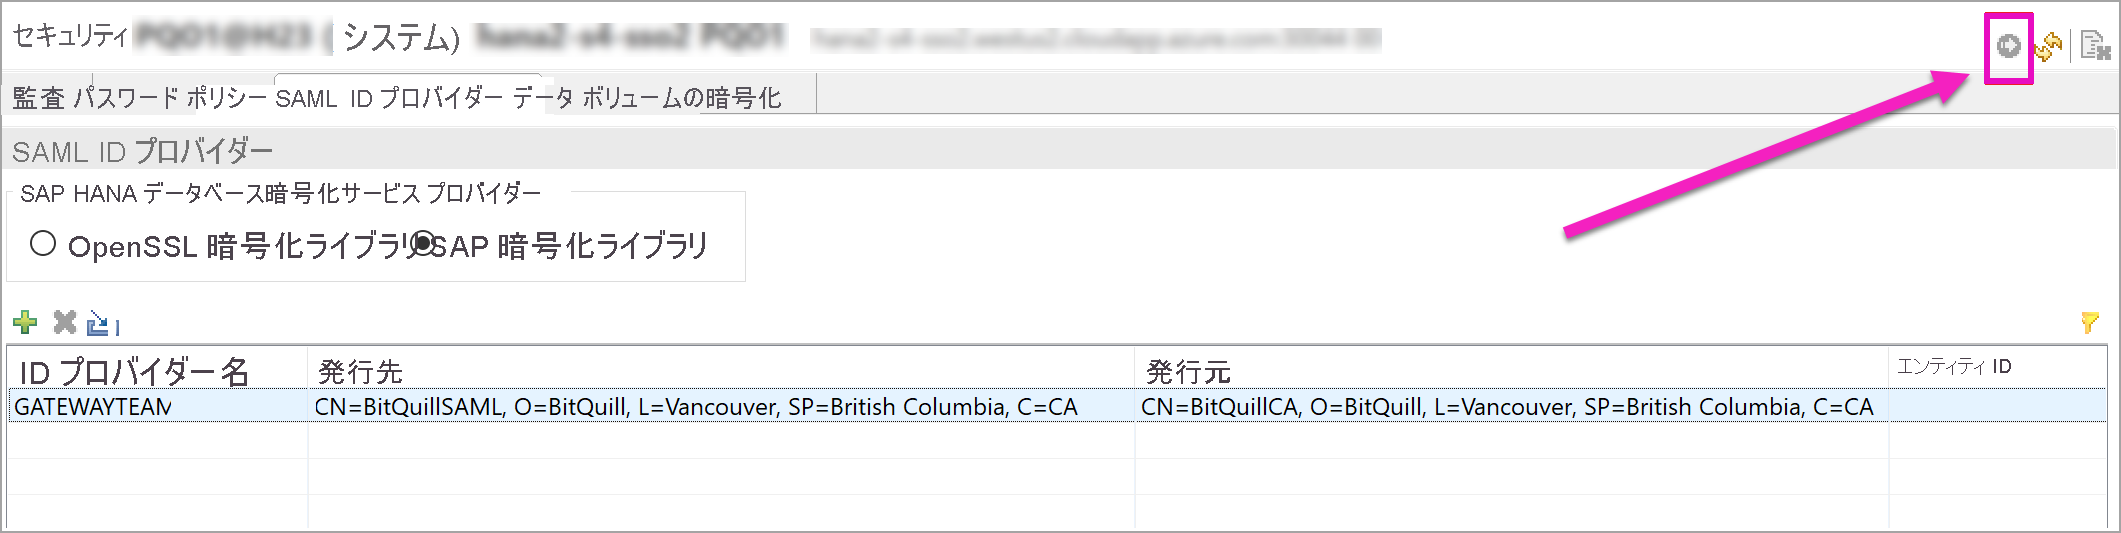 セキュリティ (システム)
監査 パスワード ポリシー SAML ID プロバイダー データ ボリュームの暗号化
SAML ID プロバイダー
SAP HANA データベース暗号化サービス プロバイダー
OpenSSL 暗号化ライブラリ SAP 暗号化ライブラリ
ID プロバイダー名 発行先 発行元 エンティティ ID
GATEWAYTEAM CN=BitQuillSAML, O=BitQuill, L=Vancouver, SP=British Columbia, C=CA CN=BitQuillCA, O=BitQuill, L=Vancouver, SP=British Columbia, C=CA